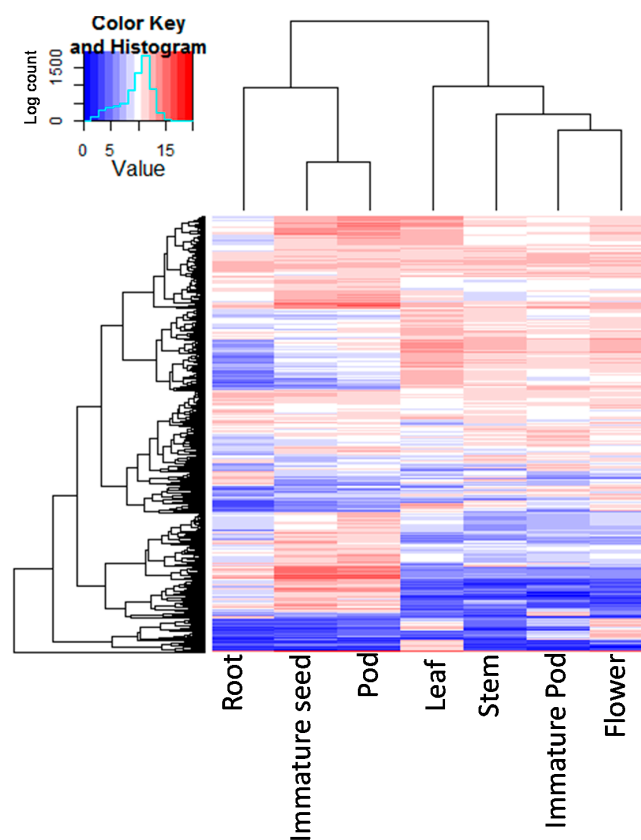 Color Key
and Histogram
Log count
1500
0
0 5 15
Value
Root
Immature seed
Pod
Leaf
Stem
Immature Pod
Flower